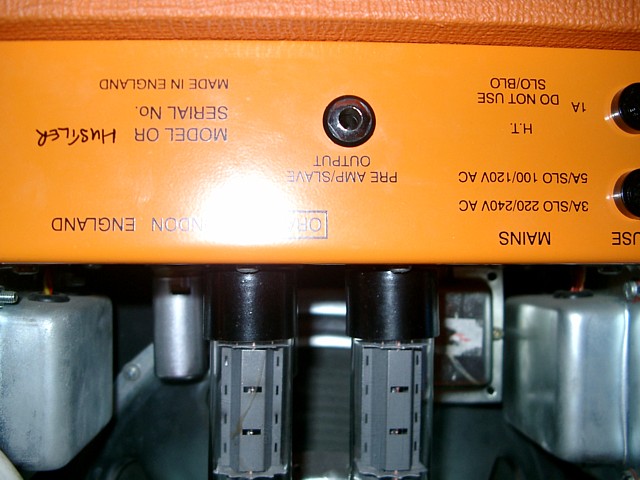 USE MAINS
3A/SLO 220/240V AC
5A/SLO 100/120V AC
H.T.
1A DO NOT USE
SLO/BLO
ENGLAND
PRE AMP/SLAVE
OUTPUT
MODEL OR HUSTLER
SERIAL No.
MADE IN ENGLAND